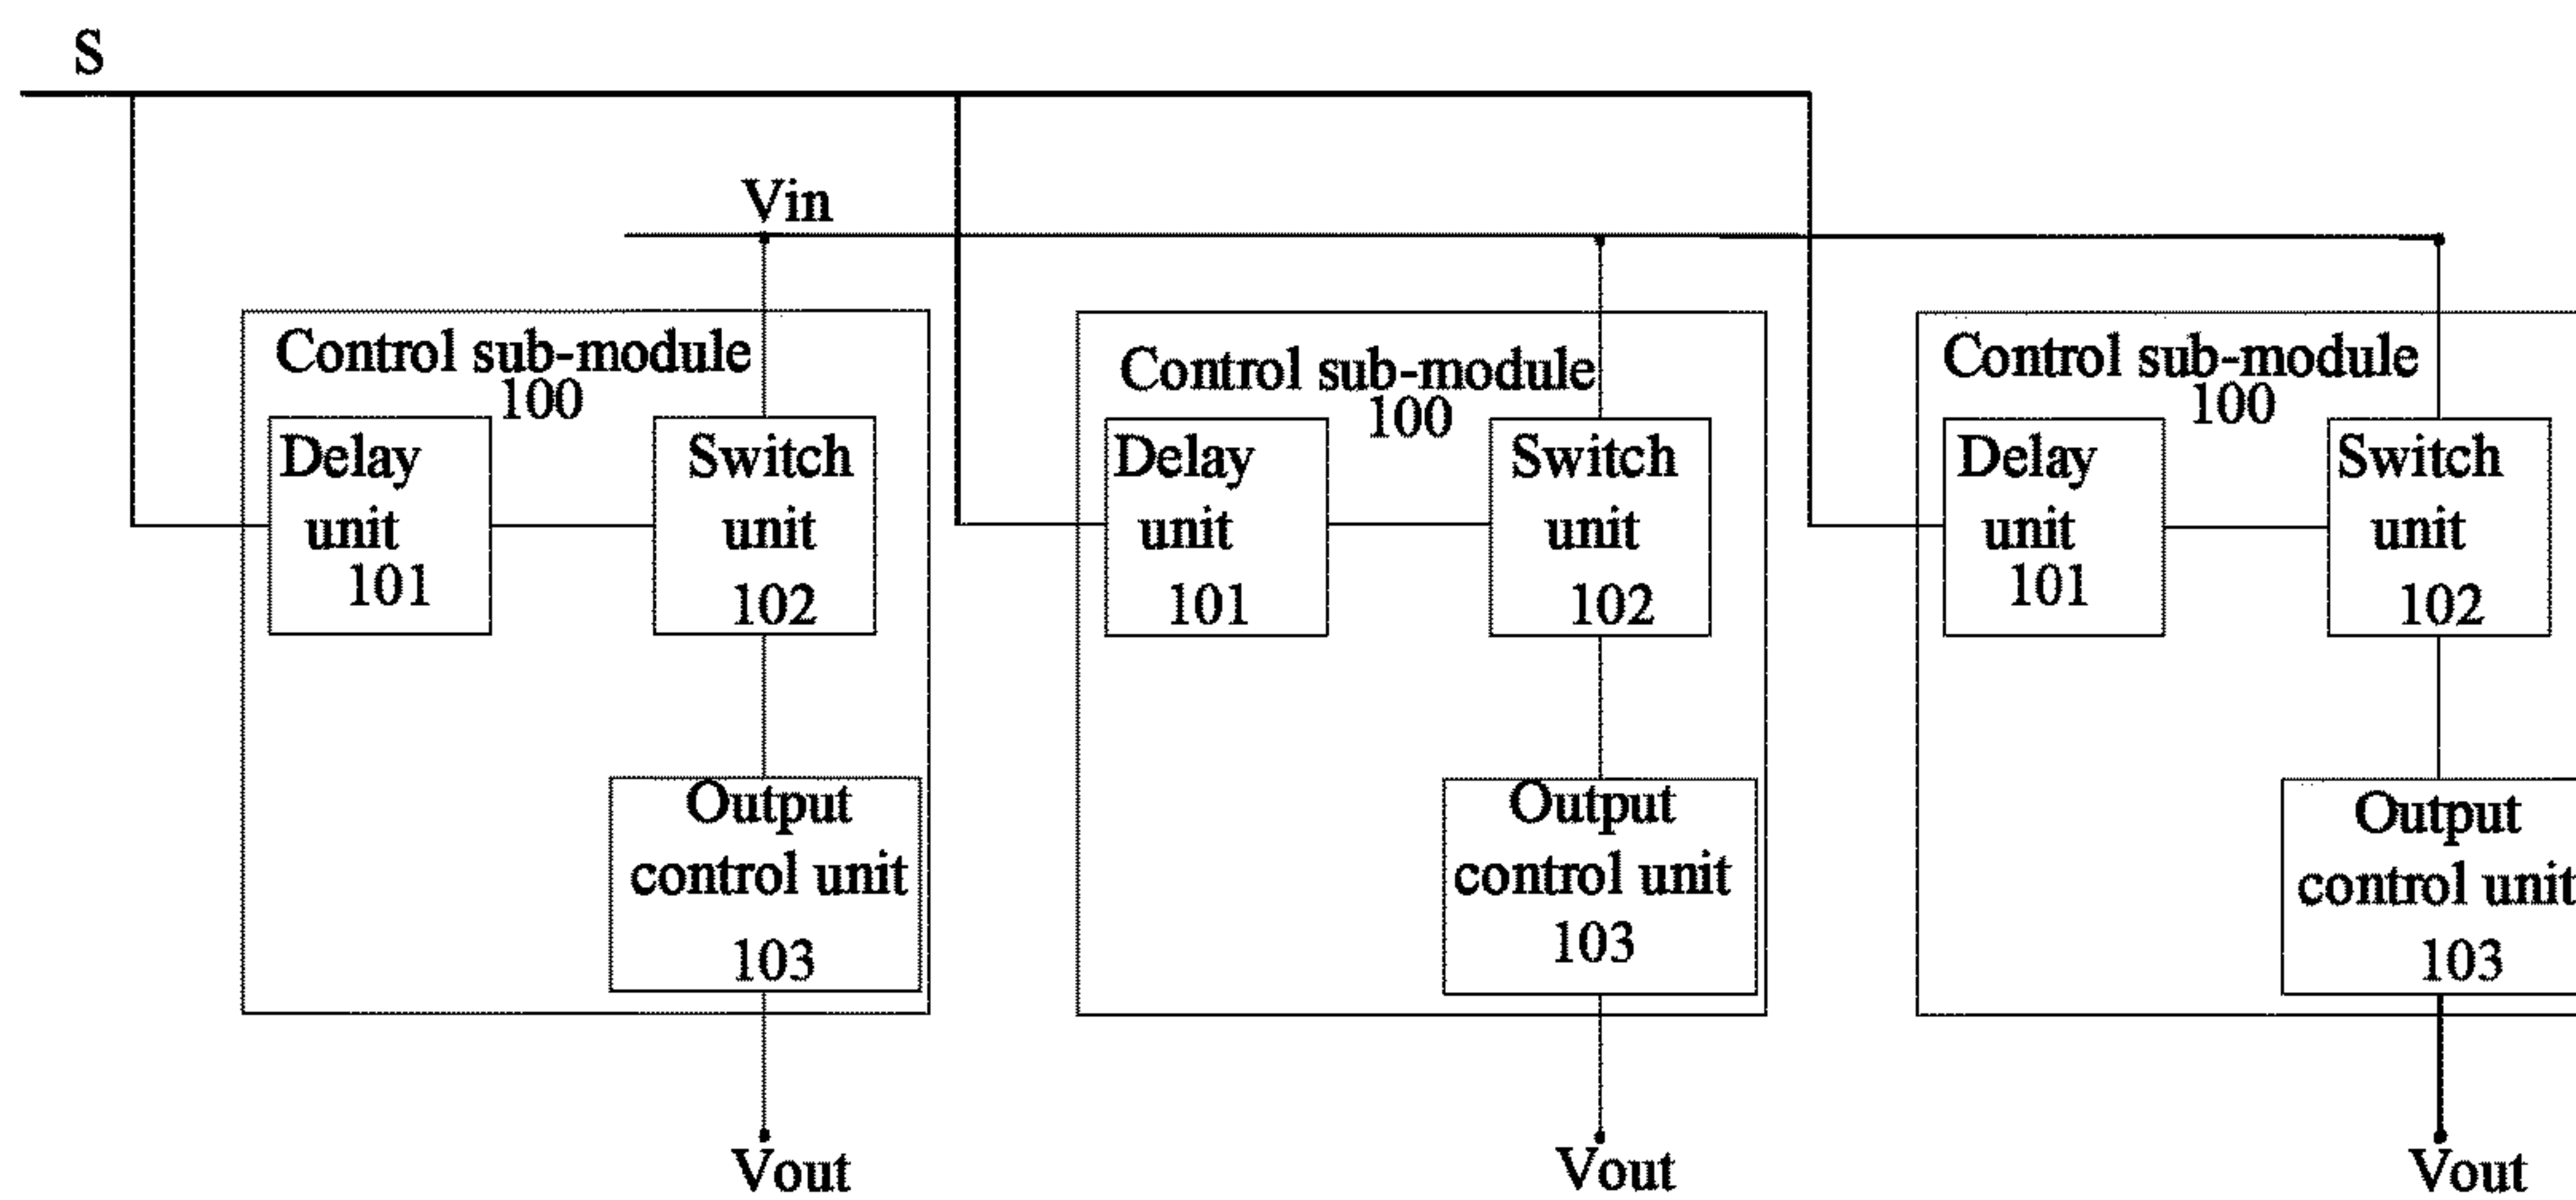 S
Vin
Control sub-module
100
Delay
unit
101
Switch
unit
102
Output
control unit
103
Vout
Control sub-module
100
Delay
unit
101
Switch
unit
102
Output
control unit
103
Vout
Control sub-module
100
Delay
unit
101
Switch
unit
102
Output
control unit
103
Vout